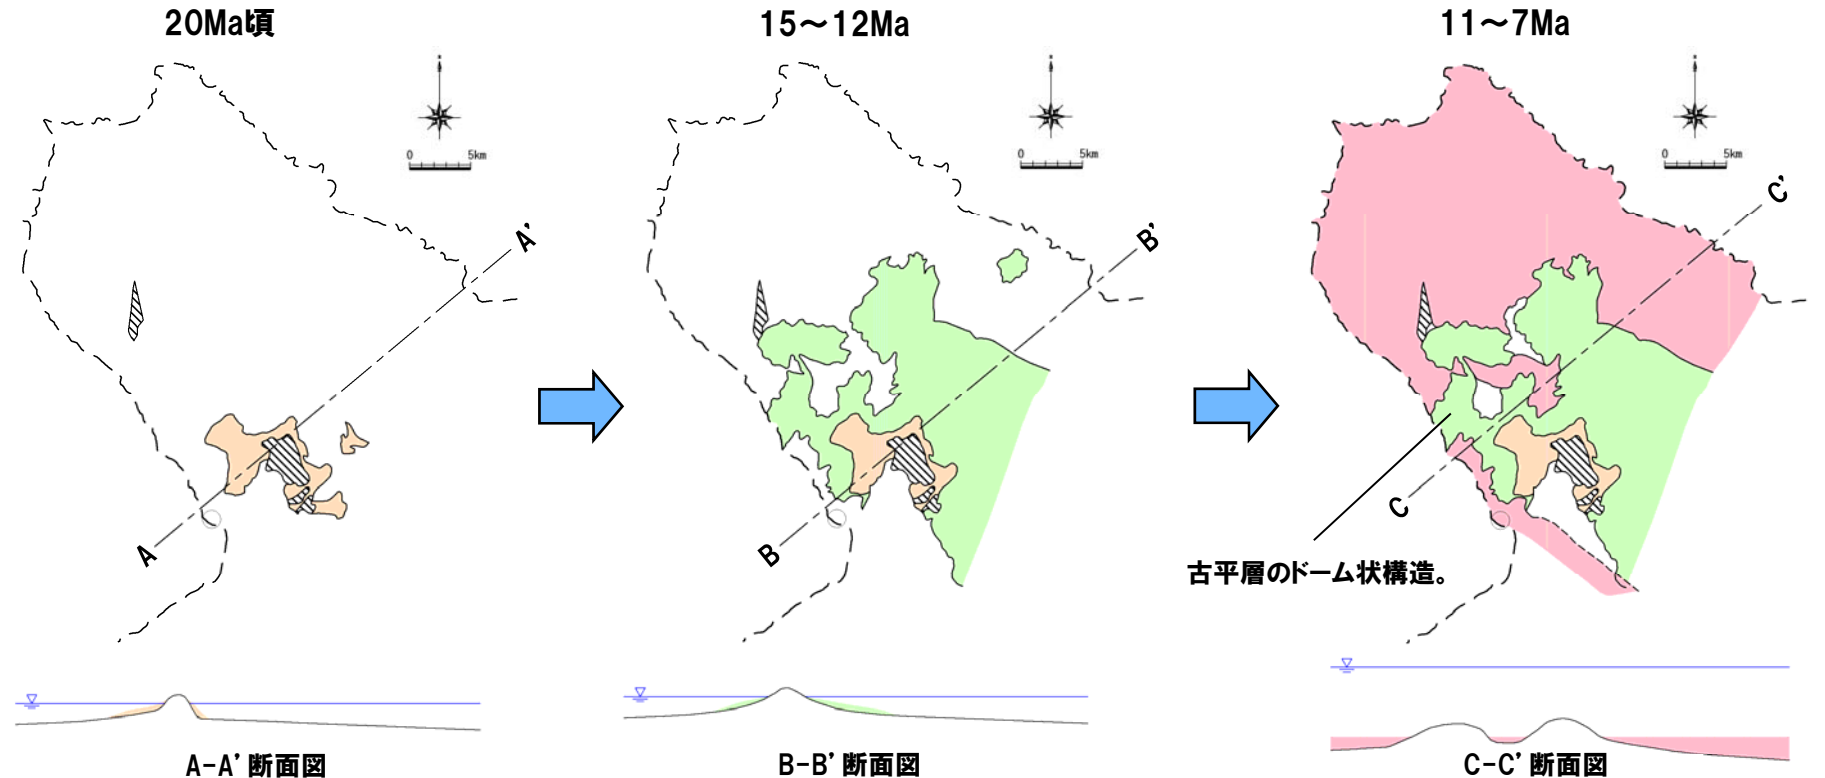 20Ma頃
15～12Ma
11～7Ma
0 5km
0 5km
0 5km
A'
B'
C'
A
B
C
古平層のドーム状構造。
A-A' 断面図
B-B' 断面図
C-C' 断面図